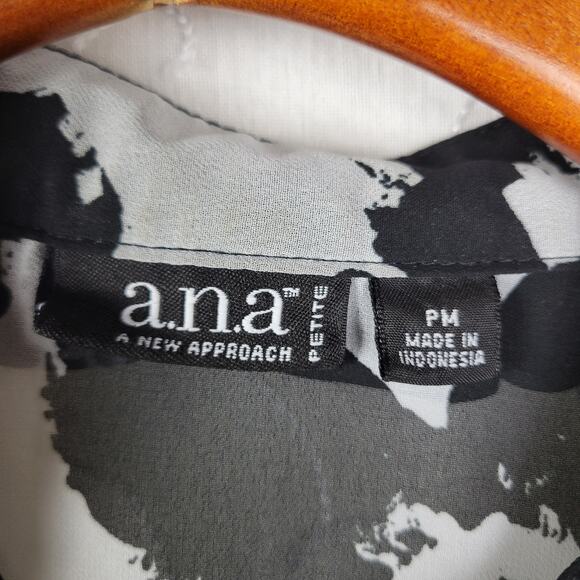 a.n.a™
A NEW APPROACH
PETITE
PM
MADE IN
INDONESIA